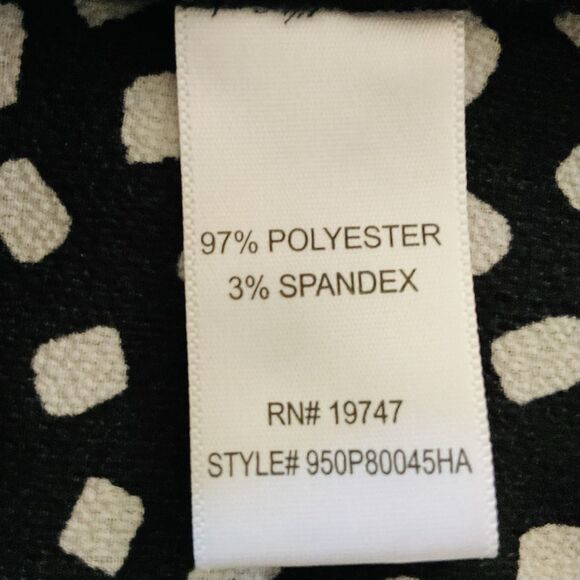 97% POLYESTER
3% SPANDEX
RN# 19747
STYLE# 950P80045HA